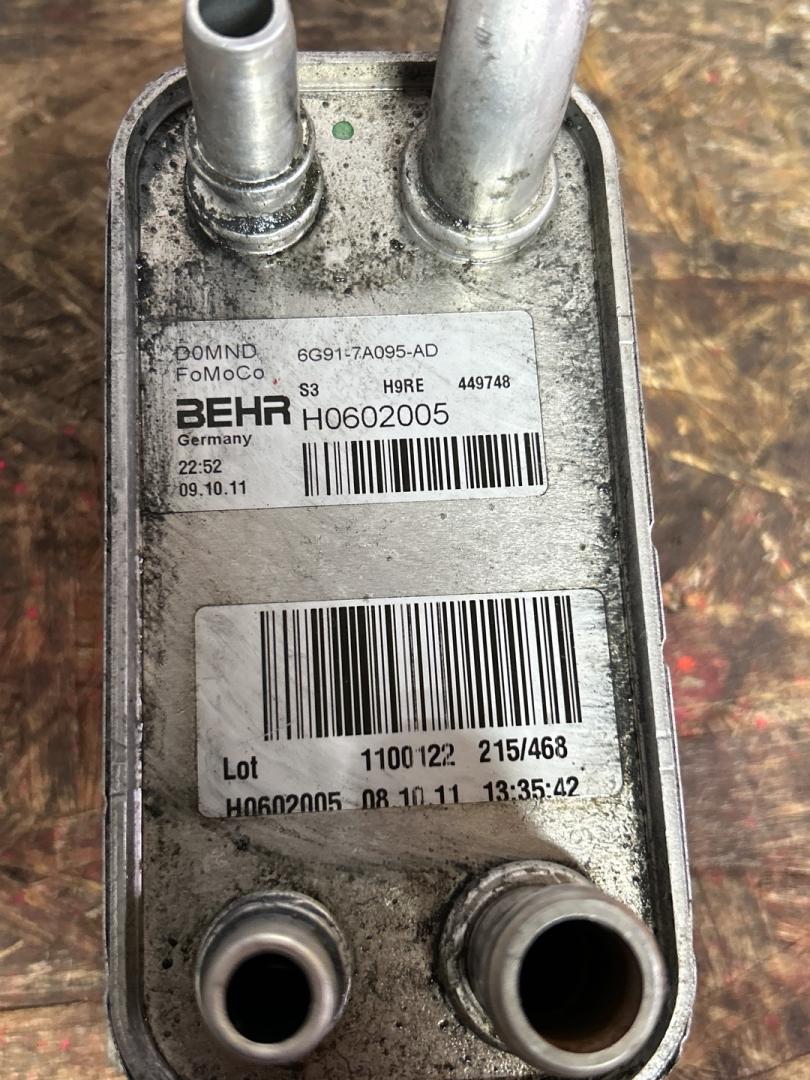 D0MND 6G91-7A095-AD
FoMoCo
S3 H9RE 449748
BEHR H0602005
Germany
22:52
09.10.11
Lot 1100122 215/468
H0602005 08.10.11 13:35:42